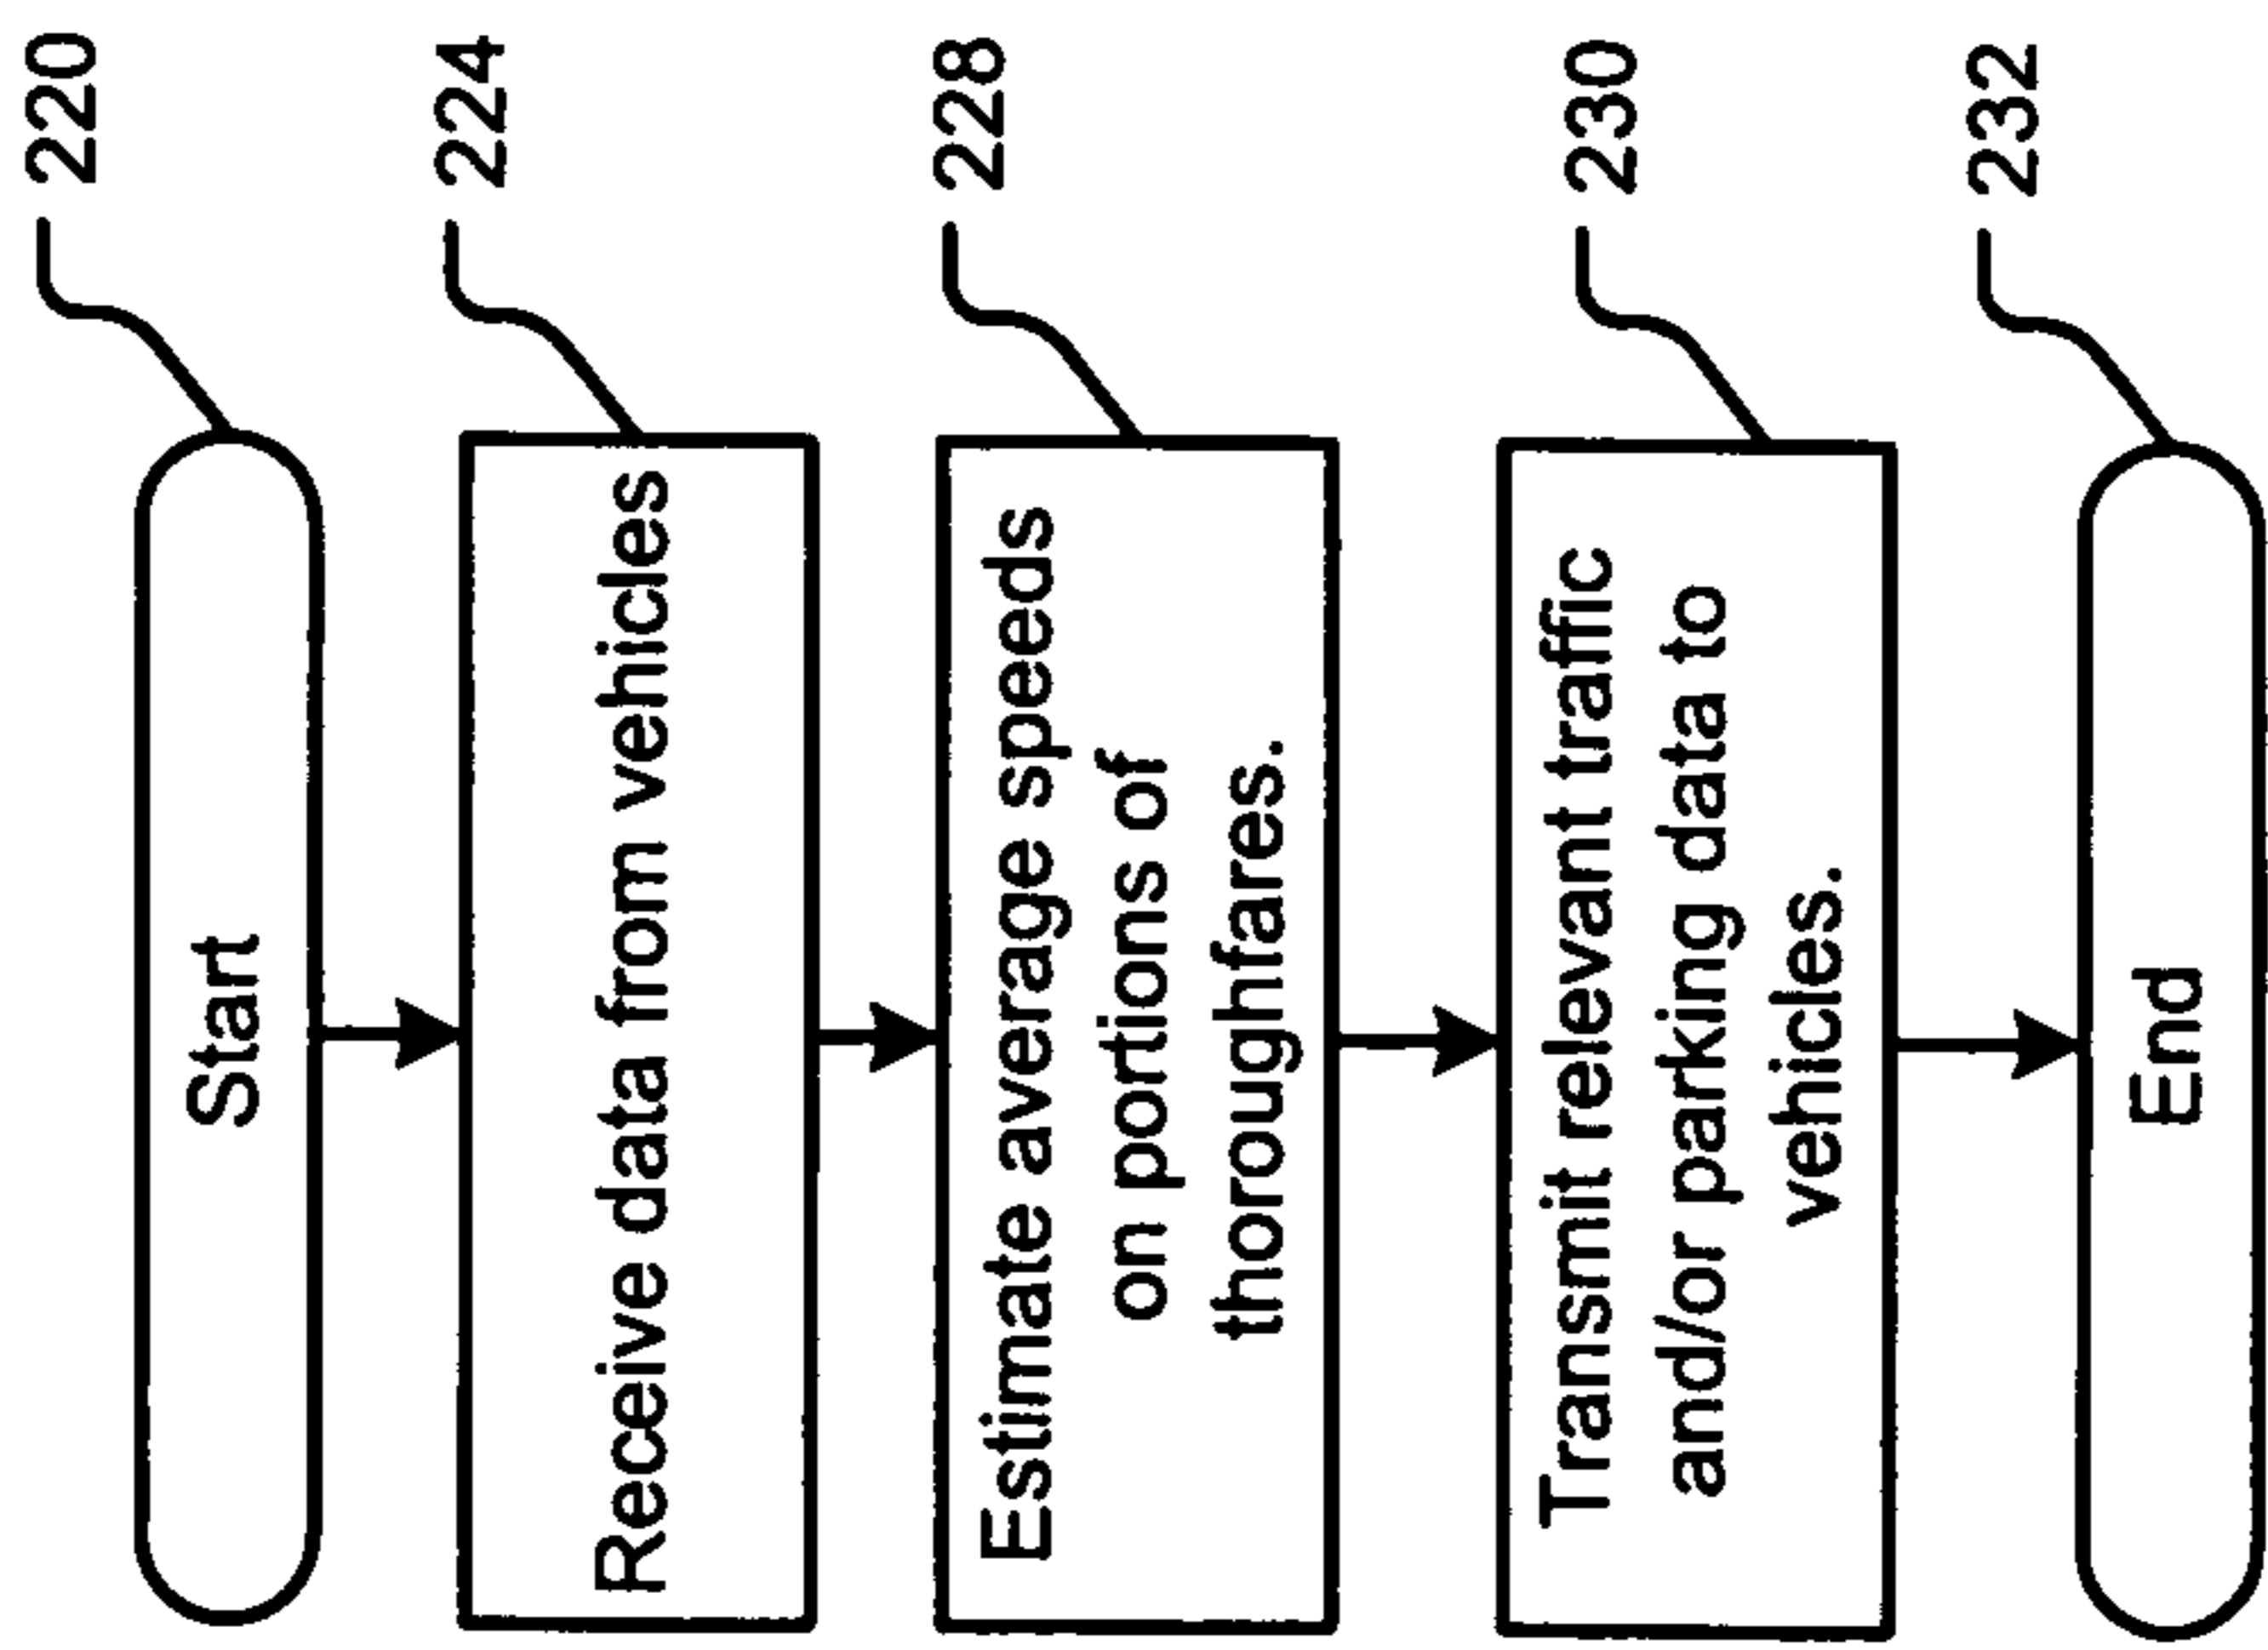 Start
220
Receive data from vehicles
224
Estimate average speeds
on portions of
thoroughfares.
228
Transmit relevant traffic
and/or parking data to
vehicles.
230
End
232